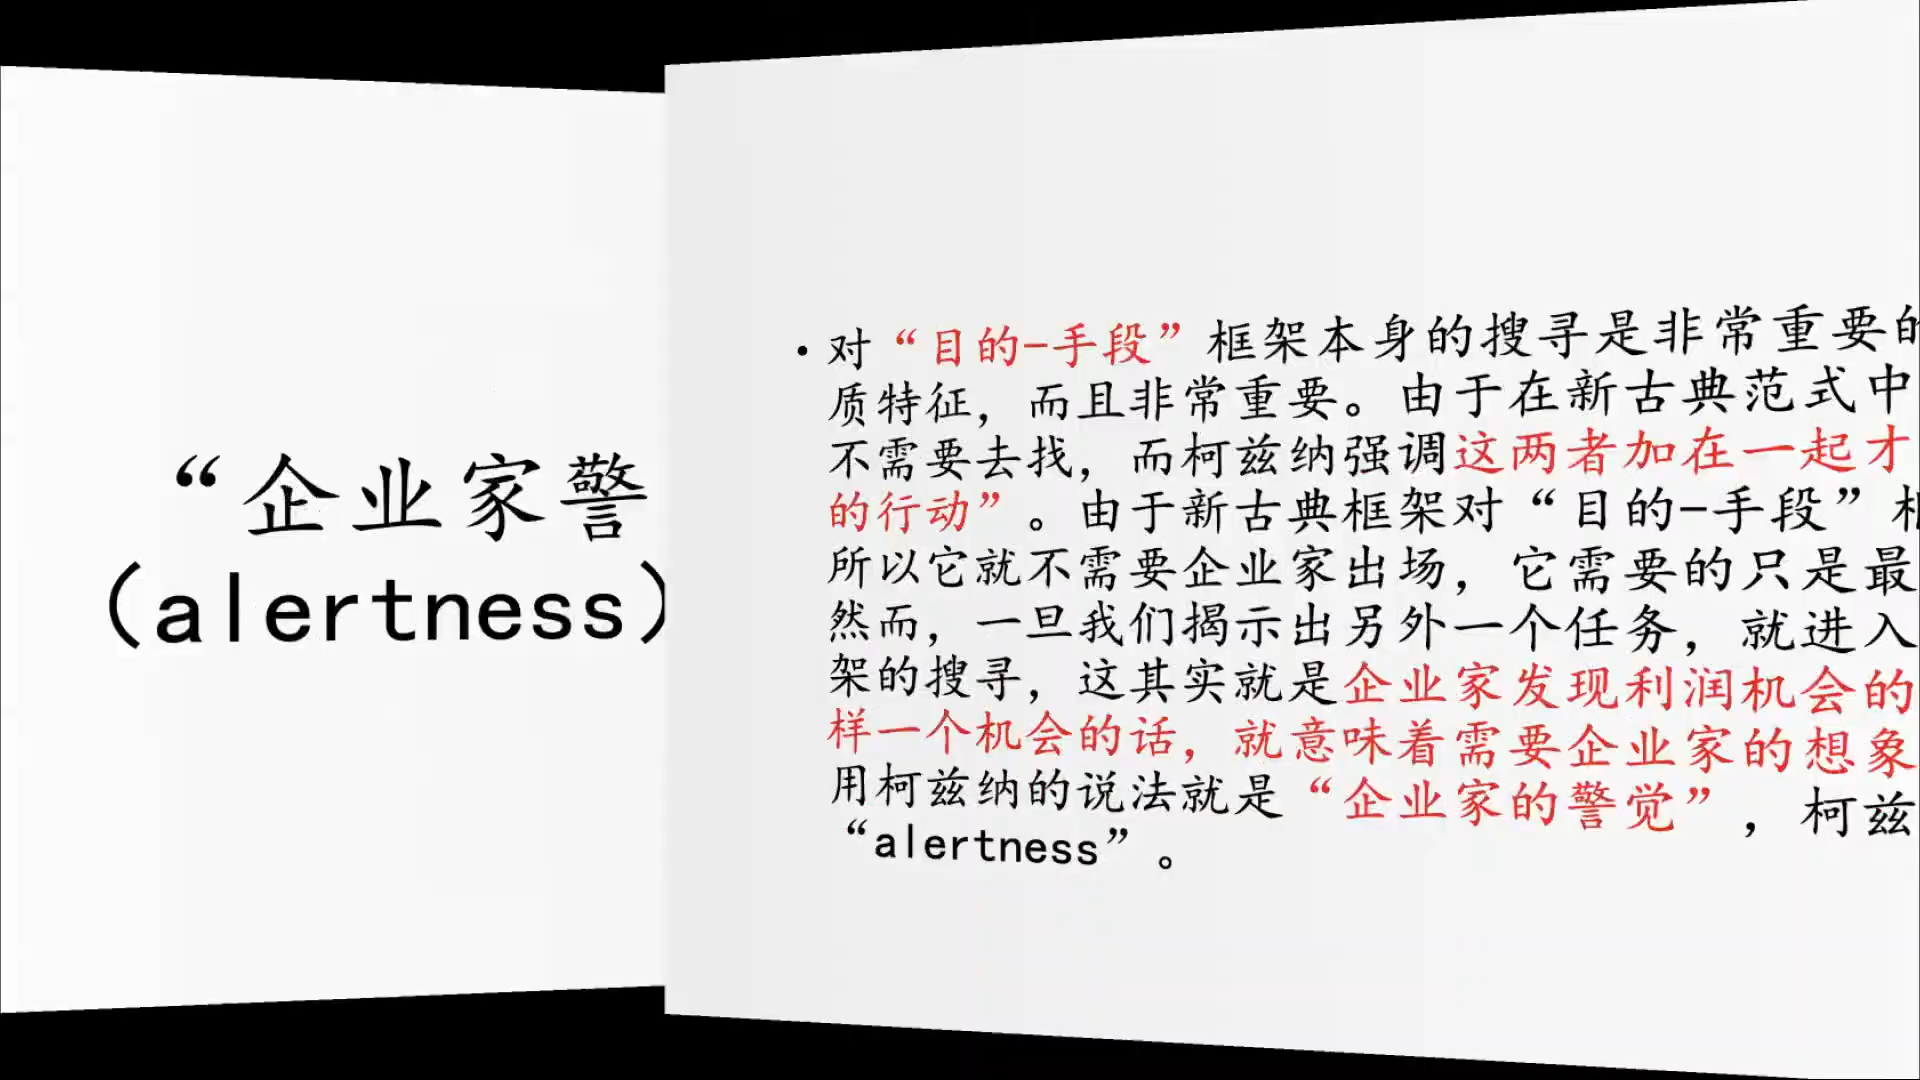 “企业家警
(alertness)
• 对“目的-手段”框架本身的搜寻是非常重要的
质特征，而且非常重要。由于在新古典范式中
不需要去找，而柯兹纳强调这两者加在一起才
的行动”。由于新古典框架对“目的-手段”框
所以它就不需要企业家出场，它需要的只是最
然而，一旦我们揭示出另外一个任务，就进入
架的搜寻，这其实就是企业家发现利润机会的
样一个机会的话，就意味着需要企业家的想象
用柯兹纳的说法就是“企业家的警觉”，柯兹
“alertness”。